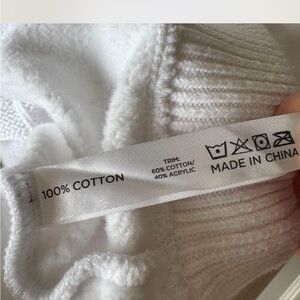 100% COTTON
TRIM:
60% COTTON/
40% ACRYLIC
MADE IN CHINA